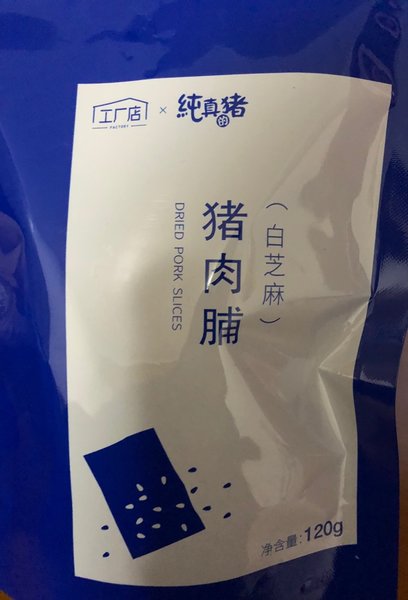 工厂店 × 純真猪
FACTORY
（白芝麻）
猪肉脯
DRIED PORK SLICES
净含量:120g